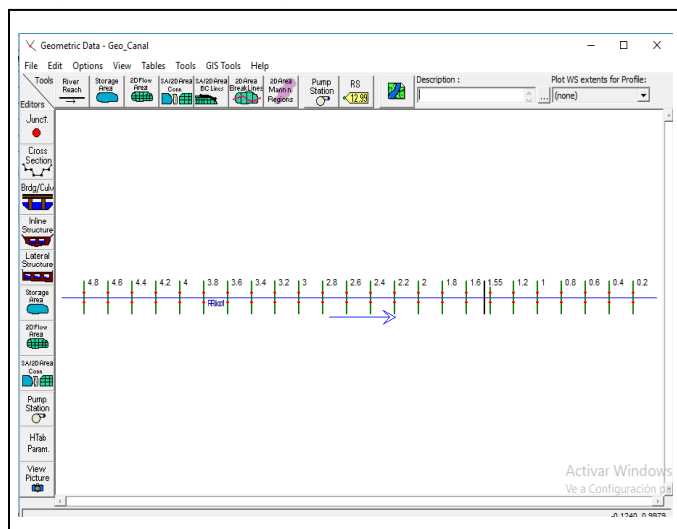 Geometric Data - Geo_Canal
File Edit Options View Tables Tools GIS Tools Help
Tools
Editors
River
Reach
Storage
Area
2D Flow
Area
SA/2D Area
Conn
SA/2D Area
BC Lines
2D Area
BreakLines
2D Area
Mann n
Regions
Pump
Station
RS
12.99
Description :
...
Plot WS extents for Profile:
(none)
Junct.
Cross
Section
Brdg/Culv
Inline
Structure
Lateral
Structure
Storage
Area
2D Flow
Area
SA/2D Area
Conn
Pump
Station
HTab
Param.
View
Picture
4.8 4.6 4.4 4.2 4 3.8 3.6 3.4 3.2 3 2.8 2.6 2.4 2.2 2 1.8 1.6 1.55 1.2 1 0.8 0.6 0.4 0.2
Activar Windows
Ve a Configuración pa
-0.1240, 0.9979